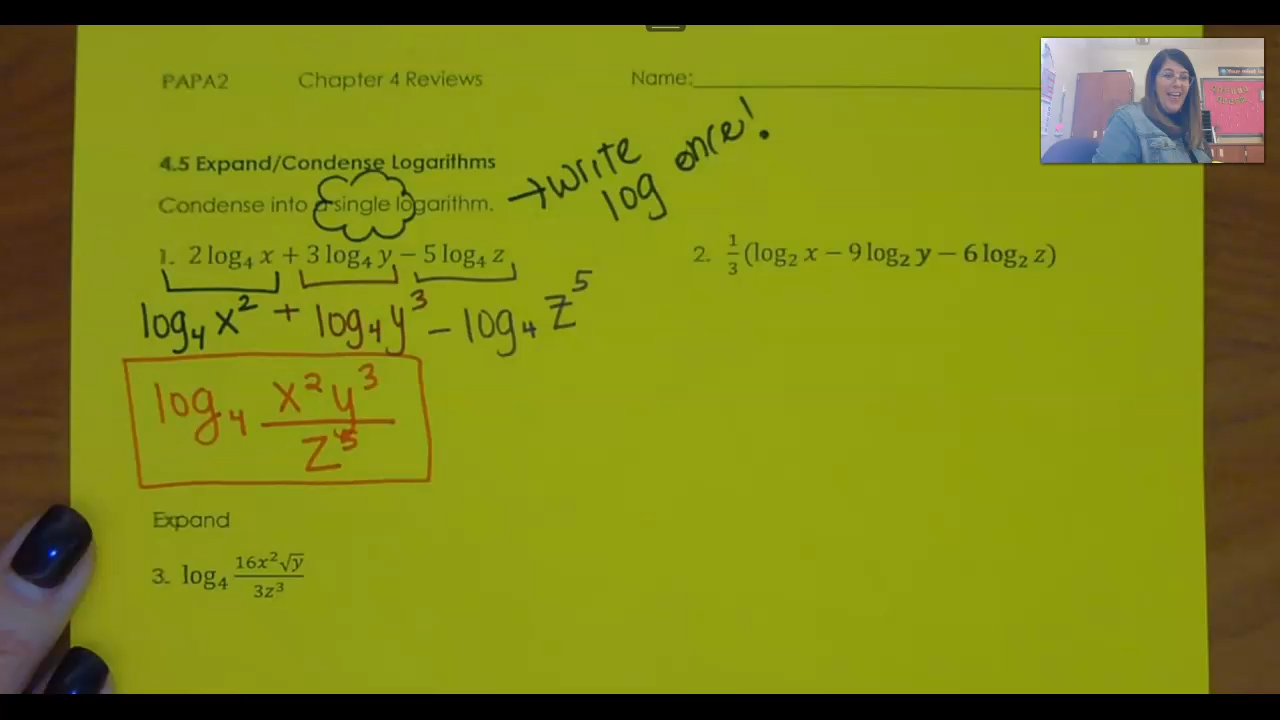 PAPA2 Chapter 4 Reviews Name:
4.5 Expand/Condense Logarithms
Condense into a single logarithm. → write log once!
1. 2 log₄ x + 3 log₄ y − 5 log₄ z
log₄ x² + log₄ y³ − log₄ z⁵
log₄ x²y³/z⁵
2. 1/3 (log₂ x − 9 log₂ y − 6 log₂ z)
Expand
3. log₄ 16x²√y/3z³